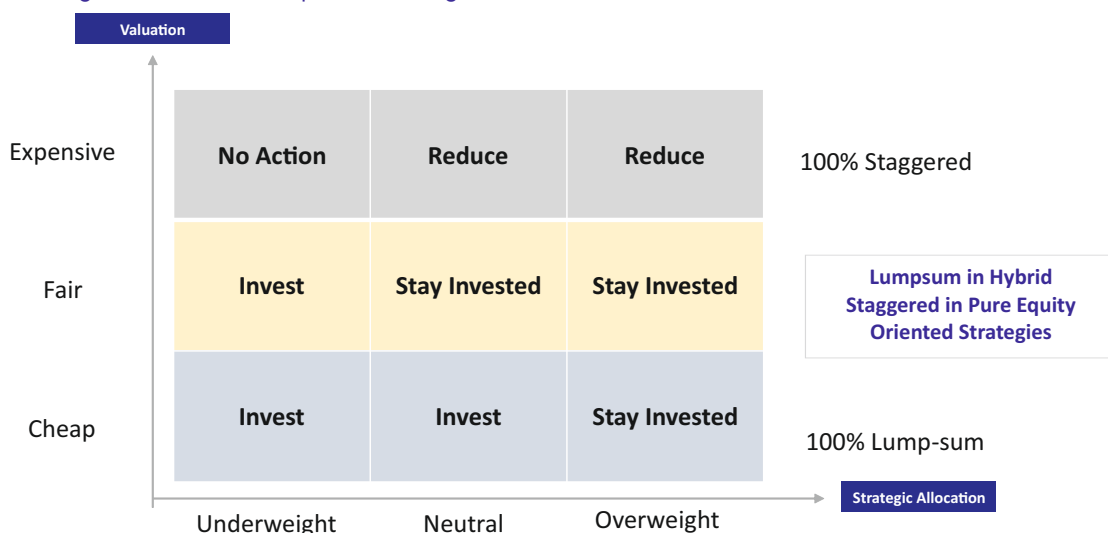 Valuation
Expensive
No Action
Reduce
Reduce
100% Staggered
Fair
Invest
Stay Invested
Stay Invested
Lumpsum in Hybrid
Staggered in Pure Equity
Oriented Strategies
Cheap
Invest
Invest
Stay Invested
100% Lump-sum
Strategic Allocation
Underweight
Neutral
Overweight